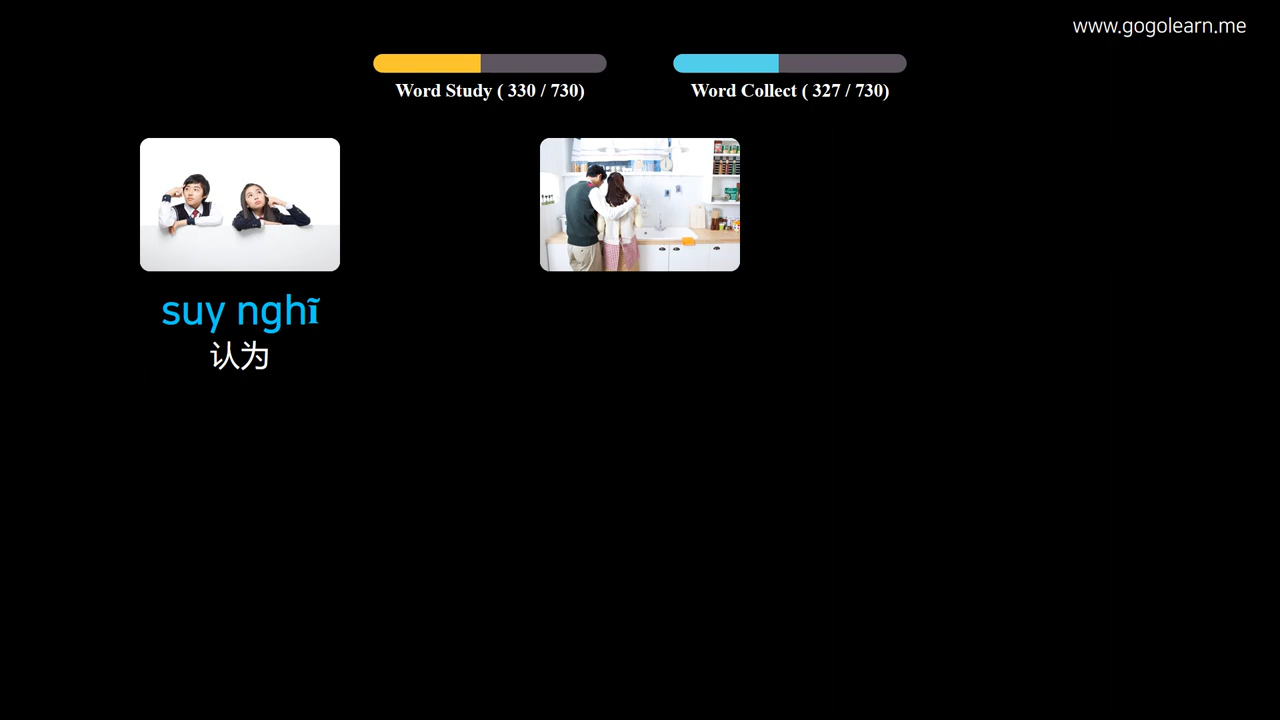 www.gogolearn.me
Word Study ( 330 / 730)
Word Collect ( 327 / 730)
suy nghĩ
认为